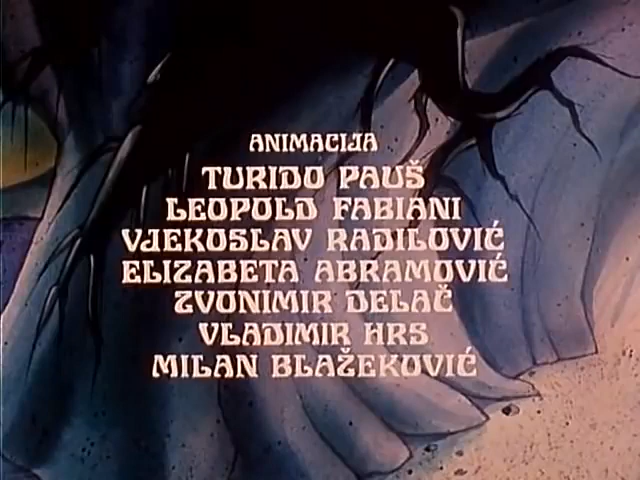 ANIMACIJA
TURIDO PAUŠ
LEOPOLD FABIANI
VJEKOSLAV RADILOVIĆ
ELIZABETA ABRAMOVIĆ
ZVONIMIR DELAČ
VLADIMIR HRS
MILAN BLAŽEKOVIĆ